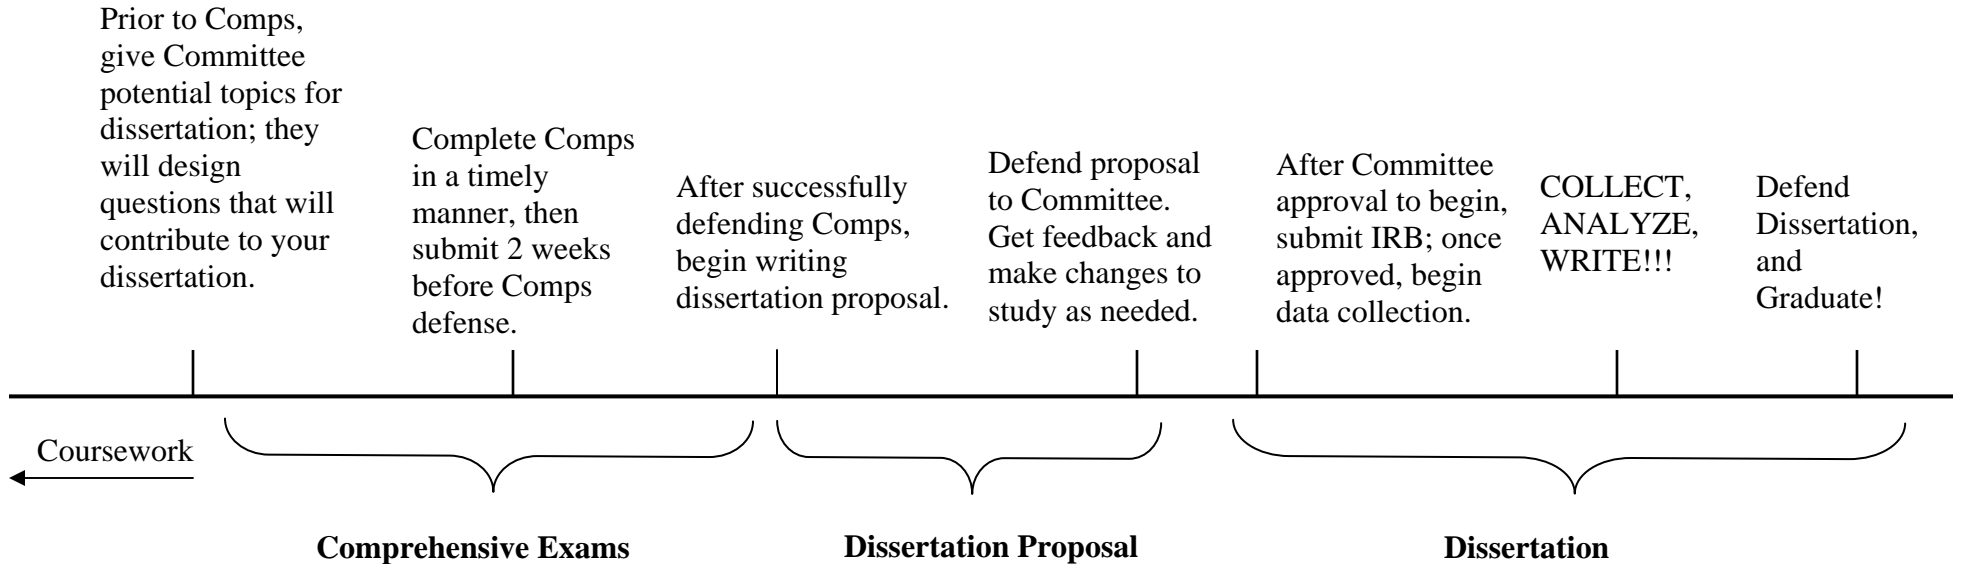 Prior to Comps,
give Committee
potential topics for
dissertation; they
will design
questions that will
contribute to your
dissertation.
Complete Comps
in a timely
manner, then
submit 2 weeks
before Comps
defense.
After successfully
defending Comps,
begin writing
dissertation proposal.
Defend proposal
to Committee.
Get feedback and
make changes to
study as needed.
After Committee
approval to begin,
submit IRB; once
approved, begin
data collection.
COLLECT,
ANALYZE,
WRITE!!!
Defend
Dissertation,
and
Graduate!
Coursework
Comprehensive Exams
Dissertation Proposal
Dissertation